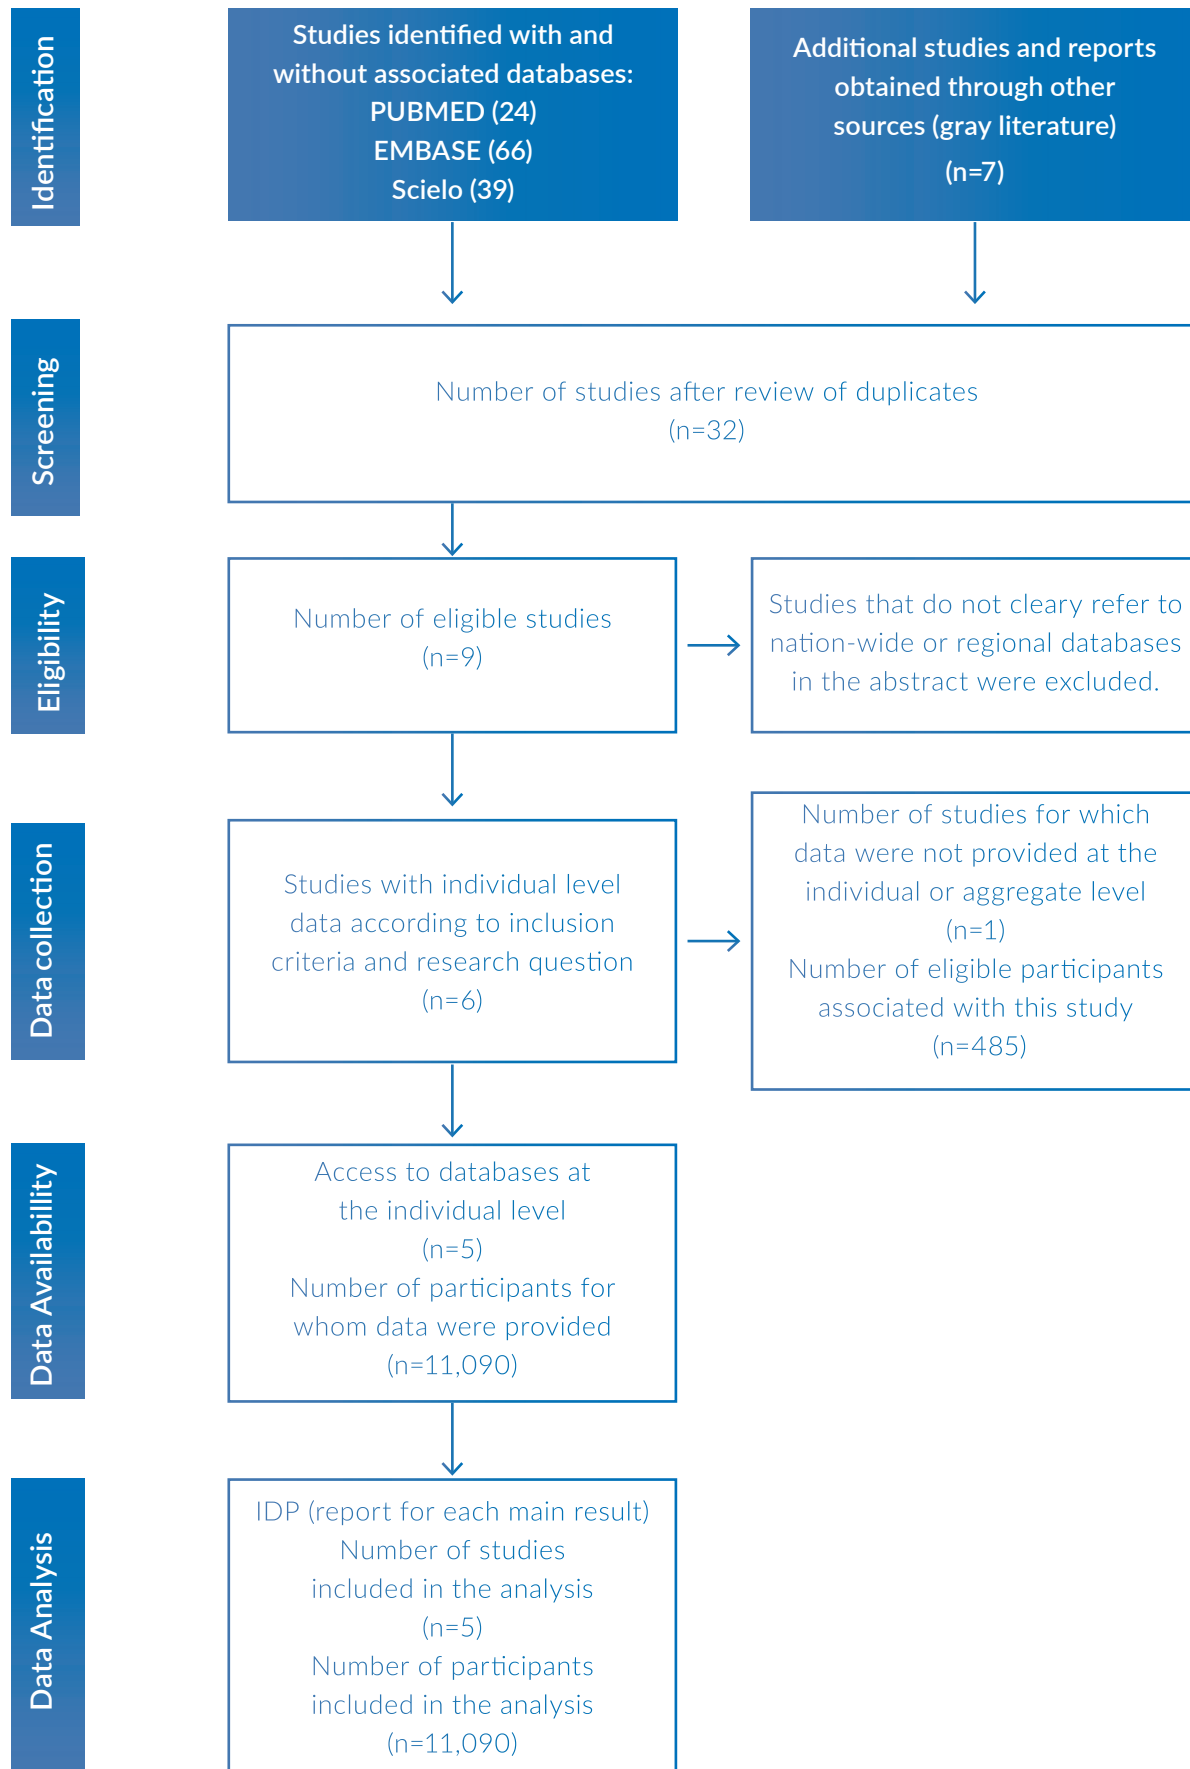 Identification
Studies identified with and
without associated databases:
PUBMED (24)
EMBASE (66)
Scielo (39)
Additional studies and reports
obtained through other
sources (gray literature)
(n=7)
Screening
Number of studies after review of duplicates
(n=32)
Eligibility
Number of eligible studies
(n=9)
Studies that do not cleary refer to
nation-wide or regional databases
in the abstract were excluded.
Data collection
Studies with individual level
data according to inclusion
criteria and research question
(n=6)
Number of studies for which
data were not provided at the
individual or aggregate level
(n=1)
Number of eligible participants
associated with this study
(n=485)
Data Availabillity
Access to databases at
the individual level
(n=5)
Number of participants for
whom data were provided
(n=11,090)
Data Analysis
IDP (report for each main result)
Number of studies
included in the analysis
(n=5)
Number of participants
included in the analysis
(n=11,090)